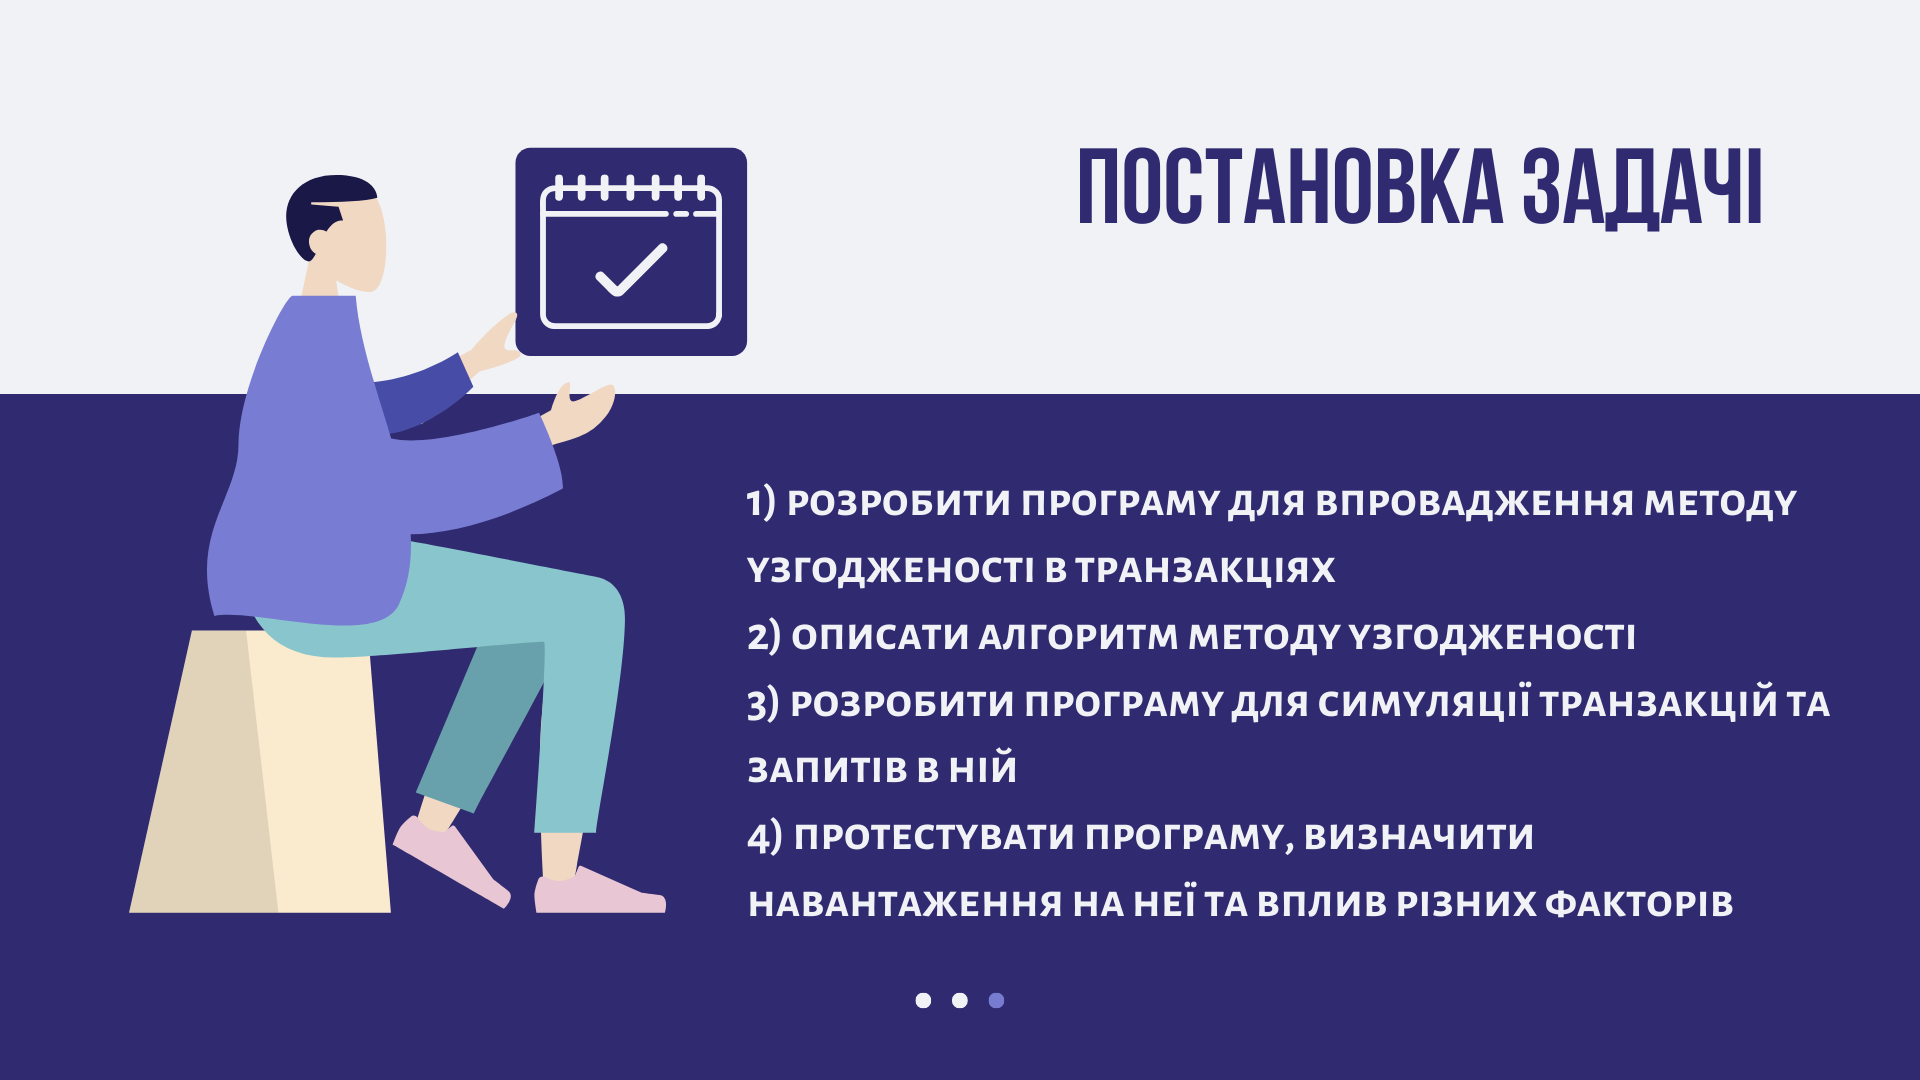 ПОСТАНОВКА ЗАДАЧІ
1) РОЗРОБИТИ ПРОГРАМУ ДЛЯ ВПРОВАДЖЕННЯ МЕТОДУ
УЗГОДЖЕНОСТІ В ТРАНЗАКЦІЯХ
2) ОПИСАТИ АЛГОРИТМ МЕТОДУ УЗГОДЖЕНОСТІ
3) РОЗРОБИТИ ПРОГРАМУ ДЛЯ СИМУЛЯЦІЇ ТРАНЗАКЦІЙ ТА
ЗАПИТІВ В НІЙ
4) ПРОТЕСТУВАТИ ПРОГРАМУ, ВИЗНАЧИТИ
НАВАНТАЖЕННЯ НА НЕЇ ТА ВПЛИВ РІЗНИХ ФАКТОРІВ